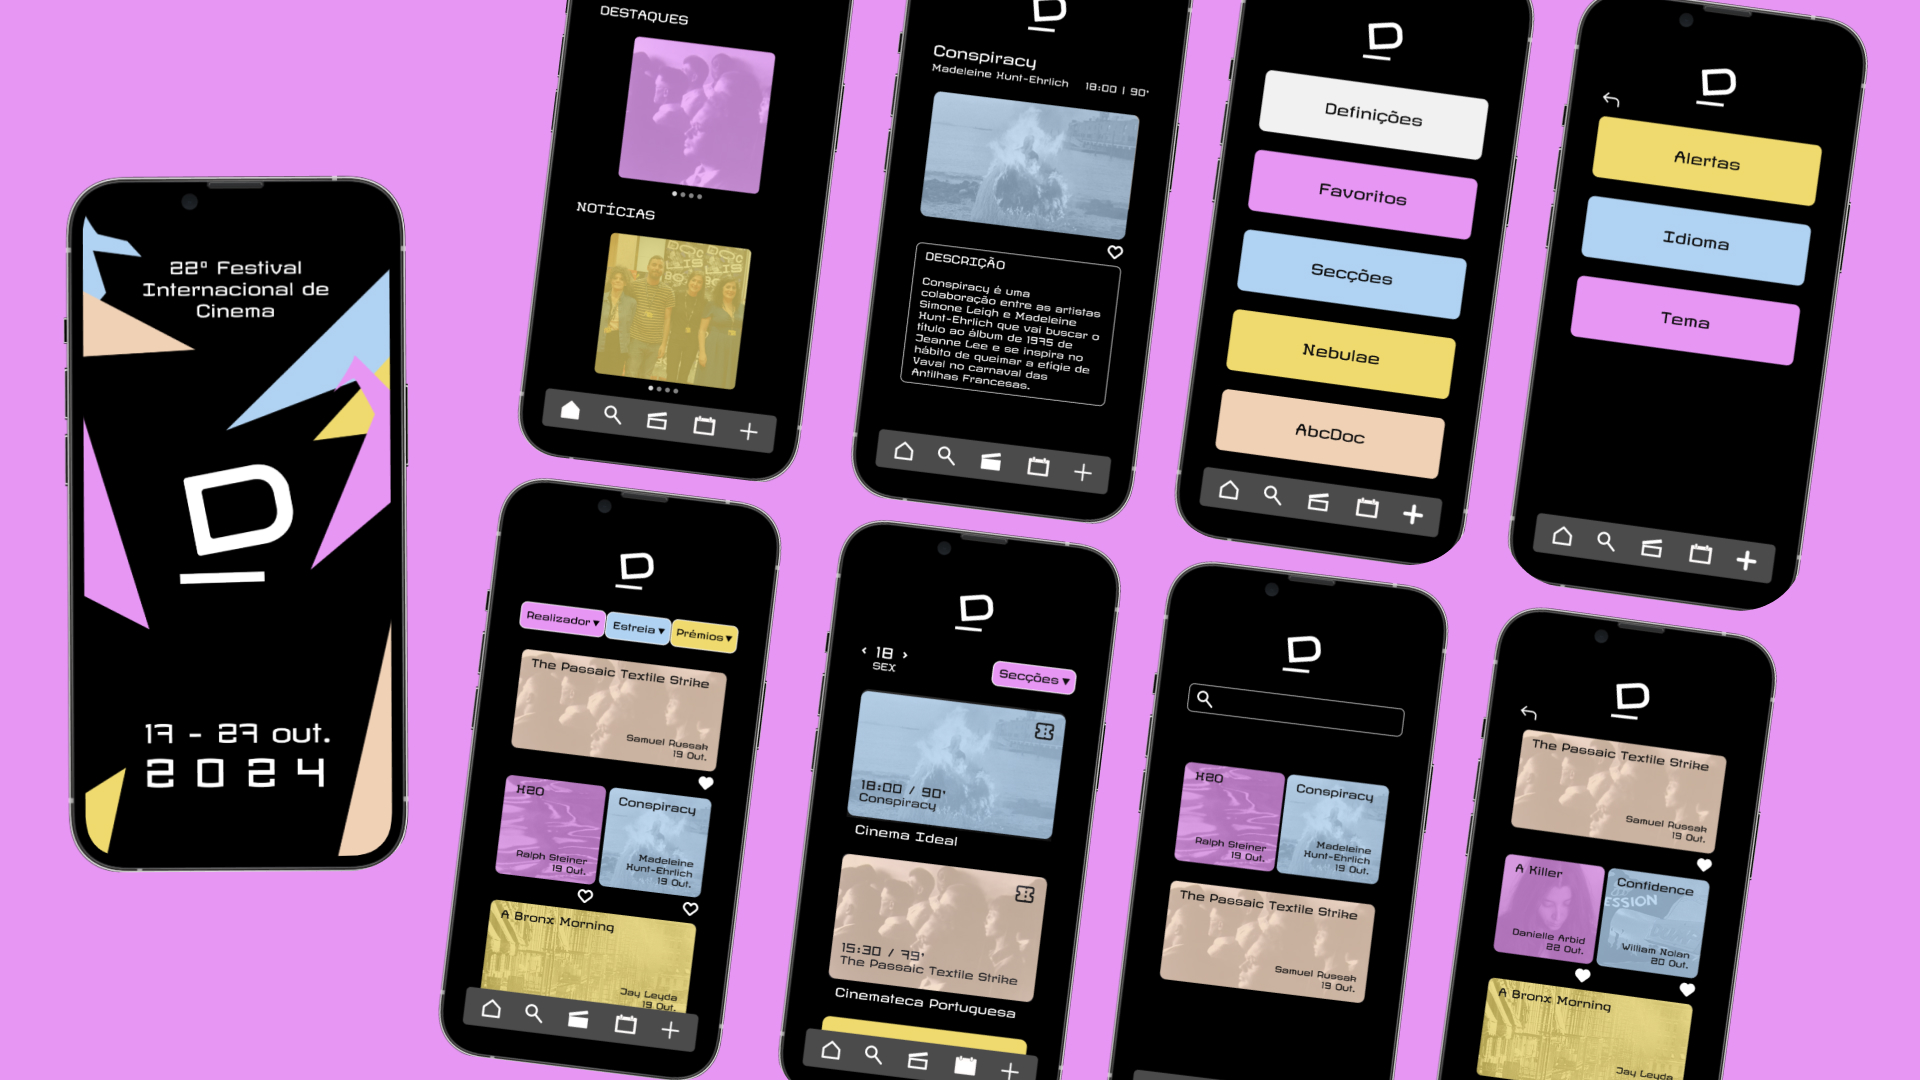 22º Festival
Internacional de
Cinema
D
17 - 27 out.
2024
DESTAQUES
NOTÍCIAS
D
Conspiracy
Madeleine Hunt-Ehrlich 18:00 | 90'
DESCRIÇÃO
Conspiracy é uma
colaboração entre as artistas
Simone Leigh e Madeleine
Hunt-Ehrlich que vai buscar o
título ao álbum de 1975 de
Jeanne Lee e se inspira no
hábito de queimar a efígie de
Vaval no carnaval das
Antilhas Francesas.
D
Definições
Favoritos
Secções
Nebulae
AbcDoc
D
Alertas
Idioma
Tema
D
Realizador ▾ Estreia ▾ Prémios ▾
The Passaic Textile Strike
Samuel Russak
19 Out.
H20
Ralph Steiner
19 Out.
Conspiracy
Madeleine
Hunt-Ehrlich
19 Out.
A Bronx Morning
Jay Leyda
19 Out.
D
‹ 18 ›
SEX
Secções ▾
18:00 / 90'
Conspiracy
Cinema Ideal
15:30 / 79'
The Passaic Textile Strike
Cinemateca Portuguesa
D
H20
Ralph Steiner
19 Out.
Conspiracy
Madeleine
Hunt-Ehrlich
19 Out.
The Passaic Textile Strike
Samuel Russak
19 Out.
D
The Passaic Textile Strike
Samuel Russak
19 Out.
A Killer
Danielle Arbid
22 Out.
Confidence
ESSION
William Nolan
20 Out.
A Bronx Morning
Jay Leyda